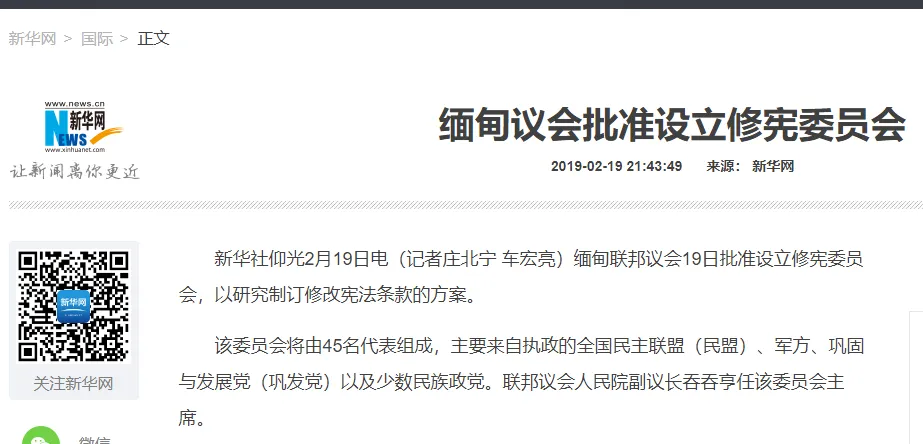 新华网 > 国际 > 正文
www.news.cn
新华网
NEWS
www.xinhuanet.com
让新闻离你更近
缅甸议会批准设立修宪委员会
2019-02-19 21:43:49 来源： 新华网
新华网
关注新华网
微信
新华社仰光2月19日电（记者庄北宁 车宏亮）缅甸联邦议会19日批准设立修宪委员
会，以研究制订修改宪法条款的方案。
该委员会将由45名代表组成，主要来自执政的全国民主联盟（民盟）、军方、巩固
与发展党（巩发党）以及少数民族政党。联邦议会人民院副议长吞吞亨任该委员会主
席。